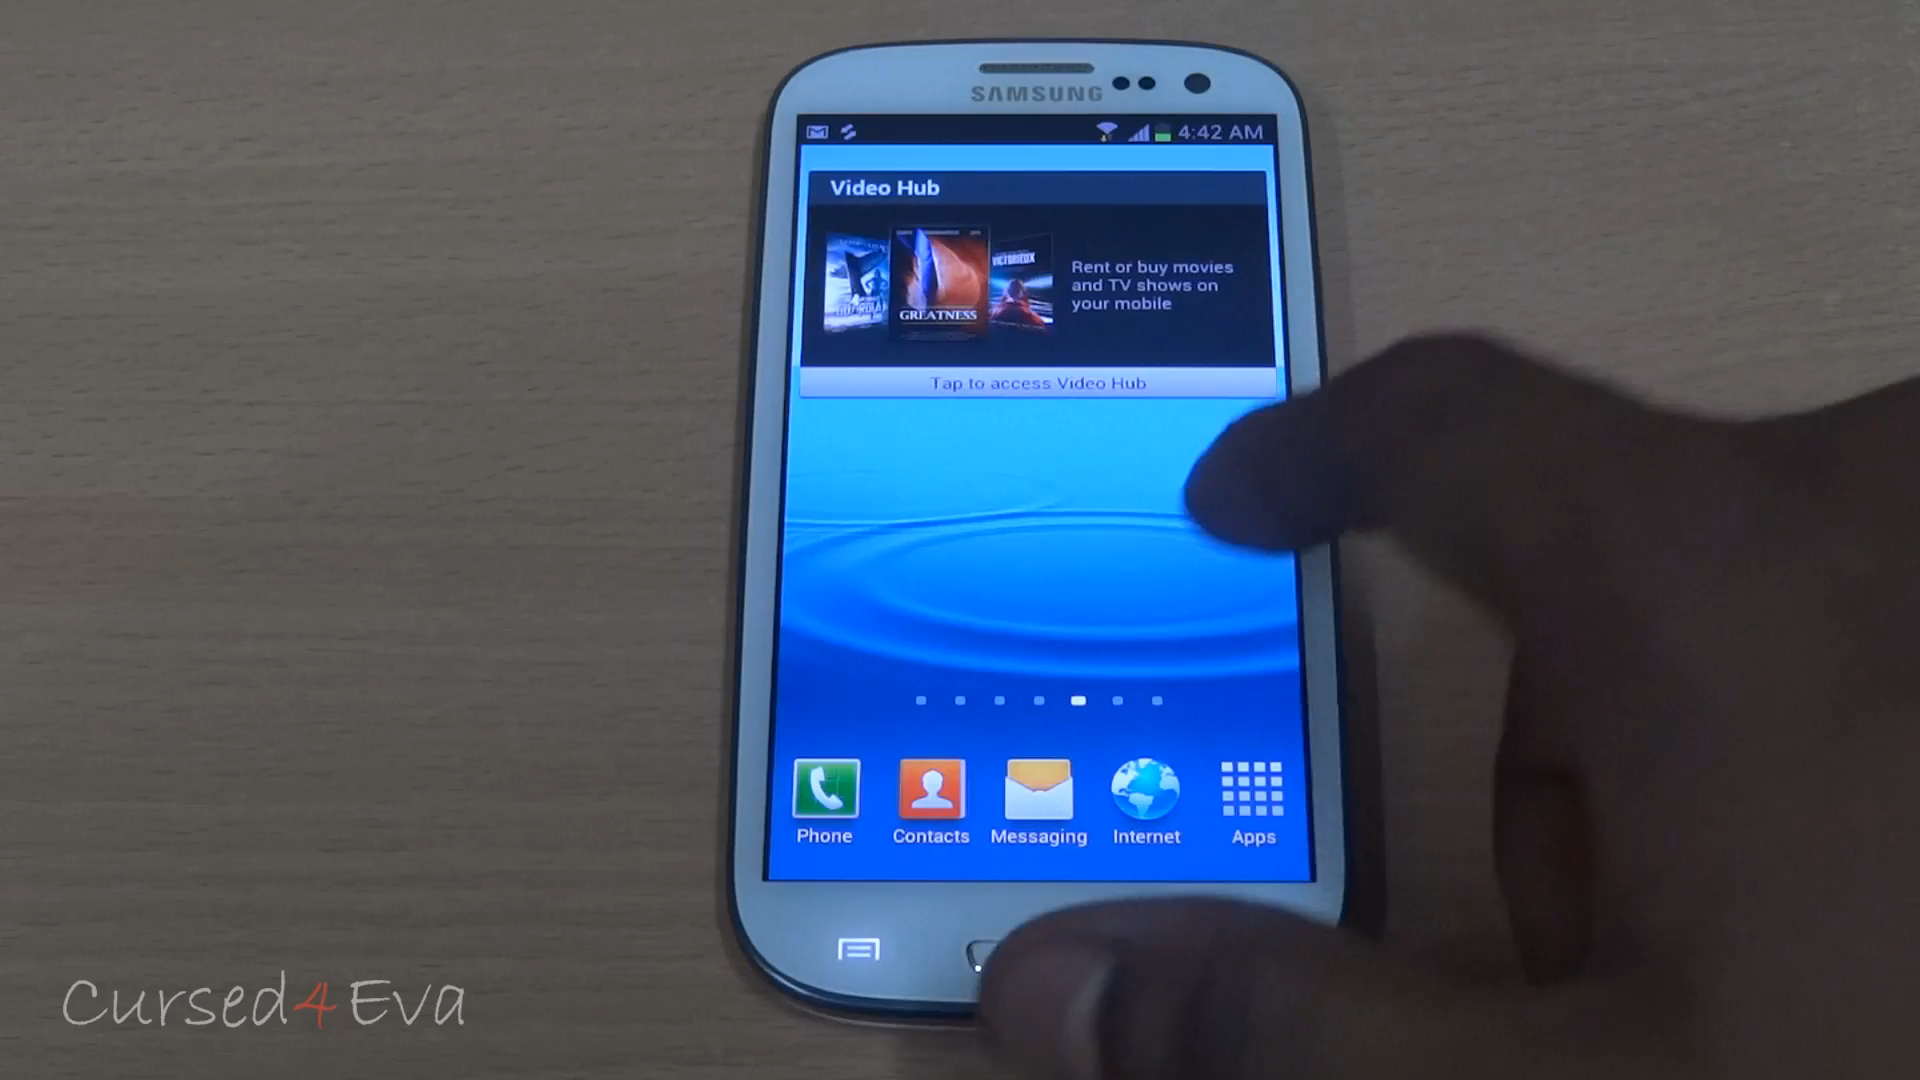 SAMSUNG
4:42 AM
Video Hub
GREATNESS
VICTORIEUX
Rent or buy movies
and TV shows on
your mobile
Tap to access Video Hub
Phone
Contacts
Messaging
Internet
Apps
Cursed4Eva